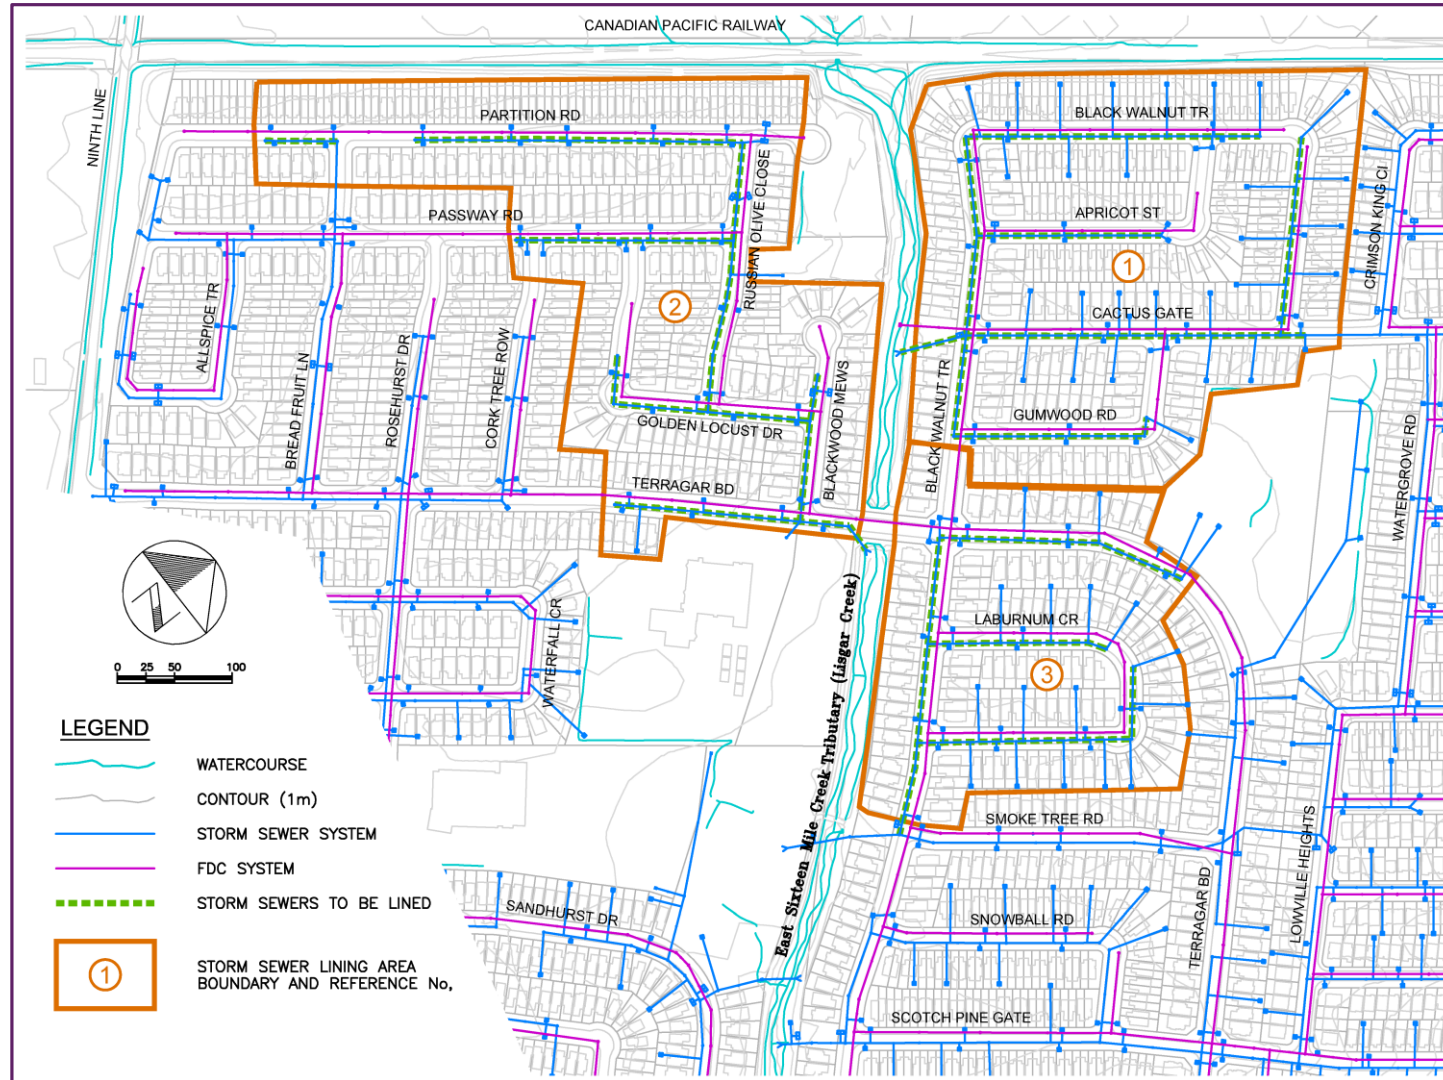 CANADIAN PACIFIC RAILWAY
NINTH LINE
PARTITION RD
BLACK WALNUT TR
RUSSIAN OLIVE CLOSE
CRIMSON KING CI
PASSWAY RD
APRICOT ST
1
ALLSPICE TR
2
CACTUS GATE
BREAD FRUIT LN
ROSEHURST DR
CORK TREE ROW
GOLDEN LOCUST DR
BLACKWOOD MEWS
BLACK WALNUT TR
GUMWOOD RD
WATERGROVE RD
TERRAGAR BD
East Sixteen Mile Creek Tributary (Lisgar Creek)
LABURNUM CR
3
WATERFALL CR
0 25 50 100
LEGEND
WATERCOURSE
CONTOUR (1m)
STORM SEWER SYSTEM
FDC SYSTEM
STORM SEWERS TO BE LINED
1
STORM SEWER LINING AREA
BOUNDARY AND REFERENCE No,
SMOKE TREE RD
LOWVILLE HEIGHTS
TERRAGAR BD
SANDHURST DR
SNOWBALL RD
SCOTCH PINE GATE